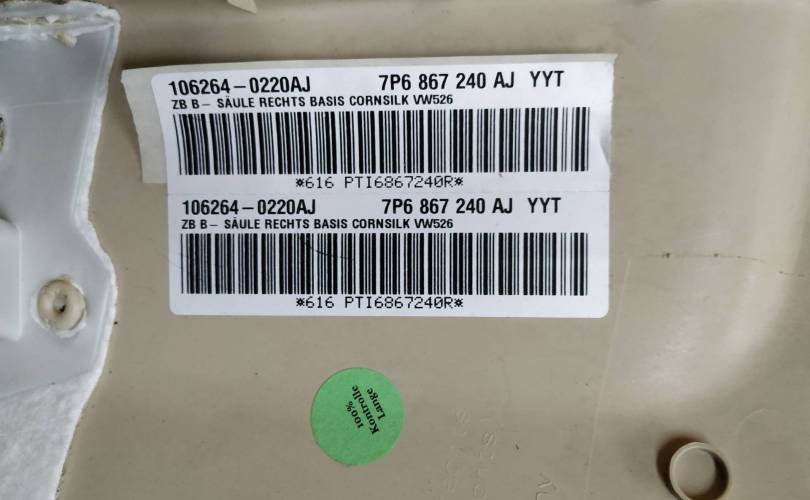 106264-0220AJ 7P6 867 240 AJ YYT
ZB B- SÄULE RECHTS BASIS CORNSILK VW526
*616 PTI6867240R*
106264-0220AJ 7P6 867 240 AJ YYT
ZB B- SÄULE RECHTS BASIS CORNSILK VW526
*616 PTI6867240R*
100%
Kontrolle
Lange